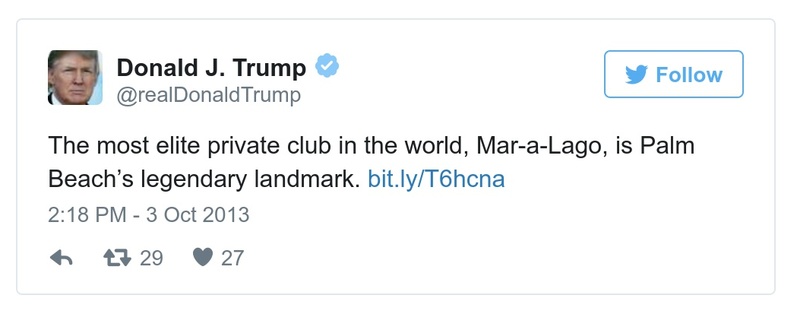 Donald J. Trump
@realDonaldTrump
Follow
The most elite private club in the world, Mar-a-Lago, is Palm
Beach’s legendary landmark. bit.ly/T6hcna
2:18 PM - 3 Oct 2013
29 27